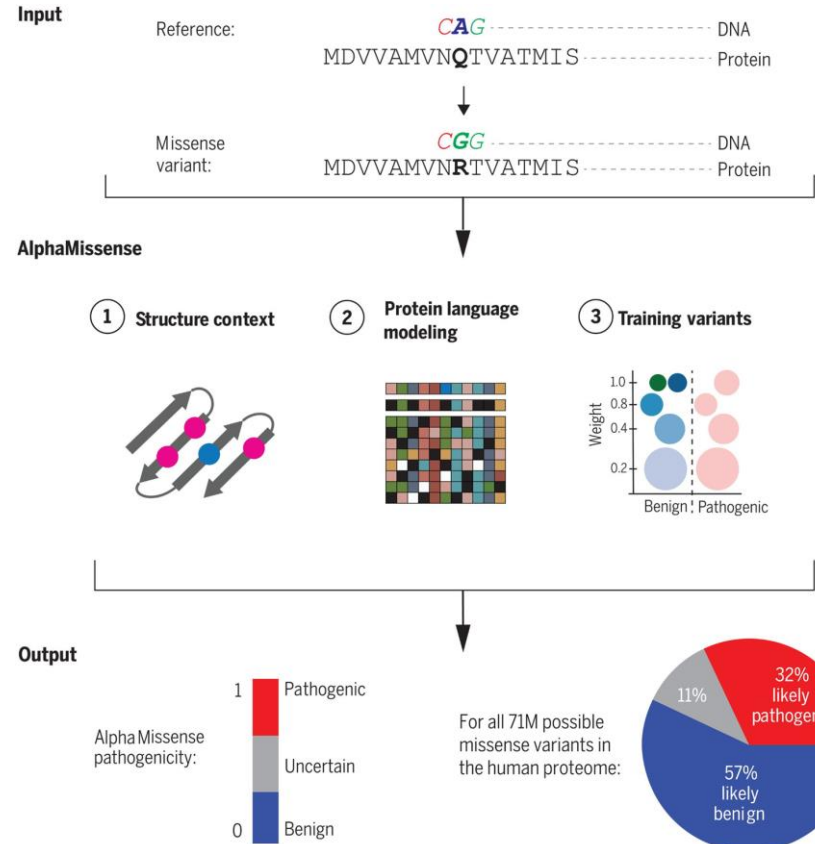 Input
Reference:
CAG
DNA
MDVVAMVNQTVATMIS
Protein
Missense
variant:
CGG
DNA
MDVVAMVNRTVATMIS
Protein
AlphaMissense
1 Structure context
2 Protein language
modeling
3 Training variants
Weight
1.0
0.8
0.4
0.2
Benign Pathogenic
Output
AlphaMissense
pathogenicity:
1 Pathogenic
Uncertain
0 Benign
For all 71M possible
missense variants in
the human proteome:
11%
32%
likely
pathogen
57%
likely
benign